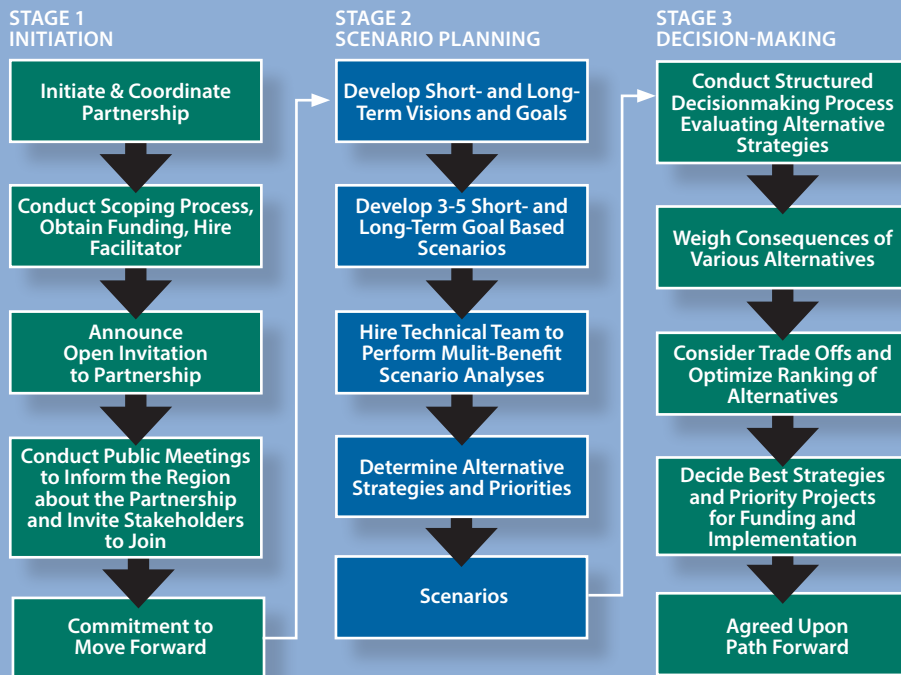 STAGE 1
INITIATION
Initiate & Coordinate
Partnership
Conduct Scoping Process,
Obtain Funding, Hire
Facilitator
Announce
Open Invitation
to Partnership
Conduct Public Meetings
to Inform the Region
about the Partnership
and Invite Stakeholders
to Join
Commitment to
Move Forward
STAGE 2
SCENARIO PLANNING
Develop Short- and Long-
Term Visions and Goals
Develop 3-5 Short- and
Long-Term Goal Based
Scenarios
Hire Technical Team to
Perform Mulit-Benefit
Scenario Analyses
Determine Alternative
Strategies and Priorities
Scenarios
STAGE 3
DECISION-MAKING
Conduct Structured
Decisionmaking Process
Evaluating Alternative
Strategies
Weigh Consequences of
Various Alternatives
Consider Trade Offs and
Optimize Ranking of
Alternatives
Decide Best Strategies
and Priority Projects
for Funding and
Implementation
Agreed Upon
Path Forward